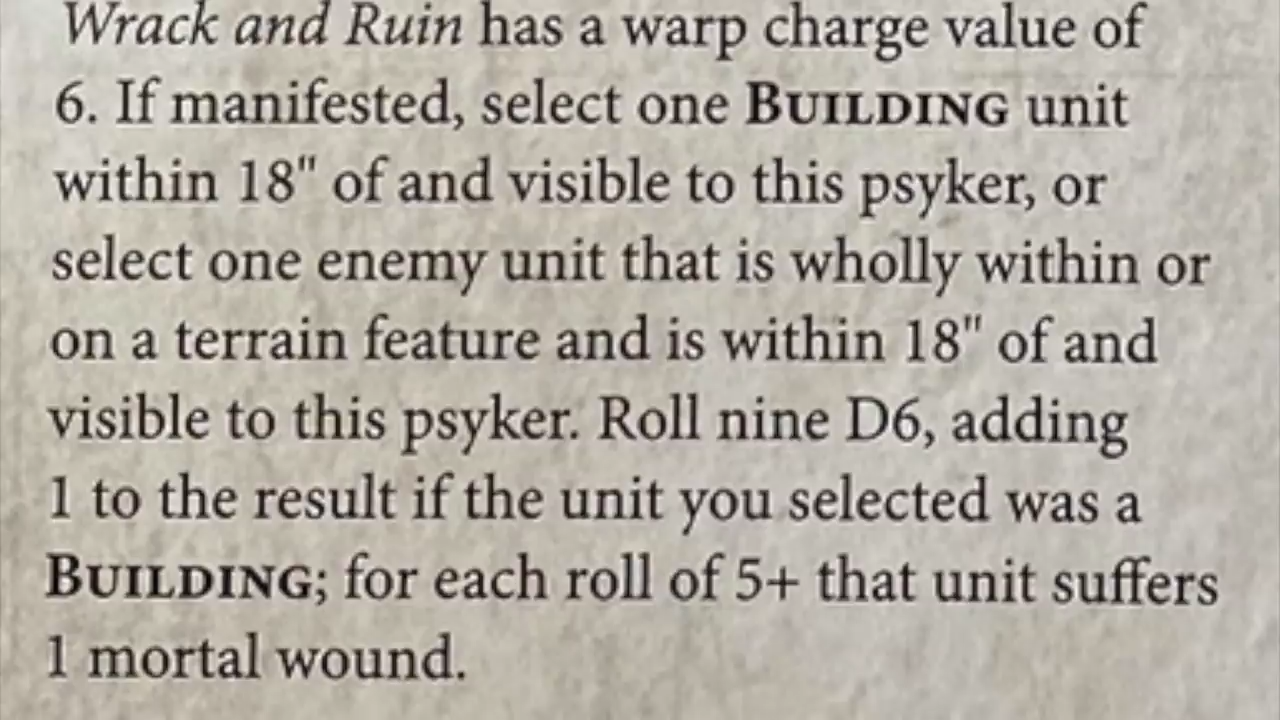 Wrack and Ruin has a warp charge value of
6. If manifested, select one BUILDING unit
within 18" of and visible to this psyker, or
select one enemy unit that is wholly within or
on a terrain feature and is within 18" of and
visible to this psyker. Roll nine D6, adding
1 to the result if the unit you selected was a
BUILDING; for each roll of 5+ that unit suffers
1 mortal wound.